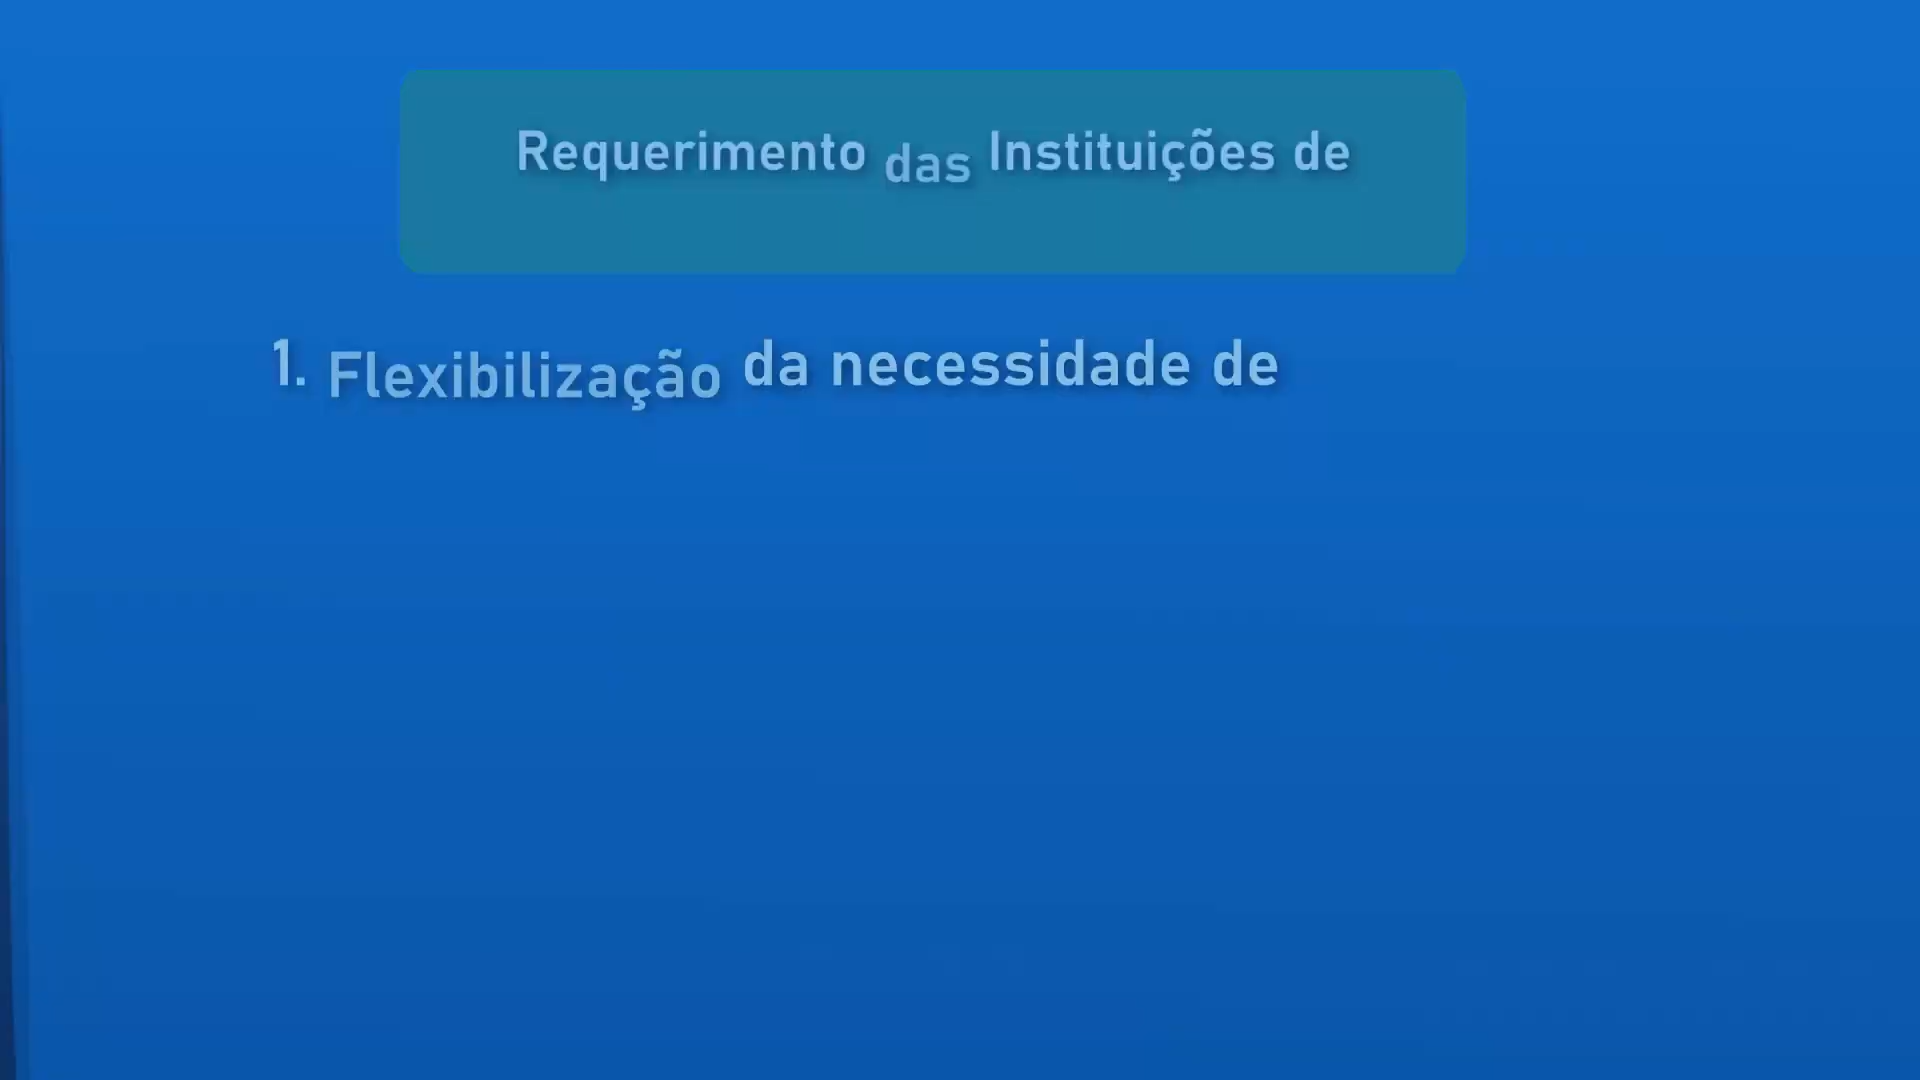 Requerimento das Instituições de
1. Flexibilização da necessidade de